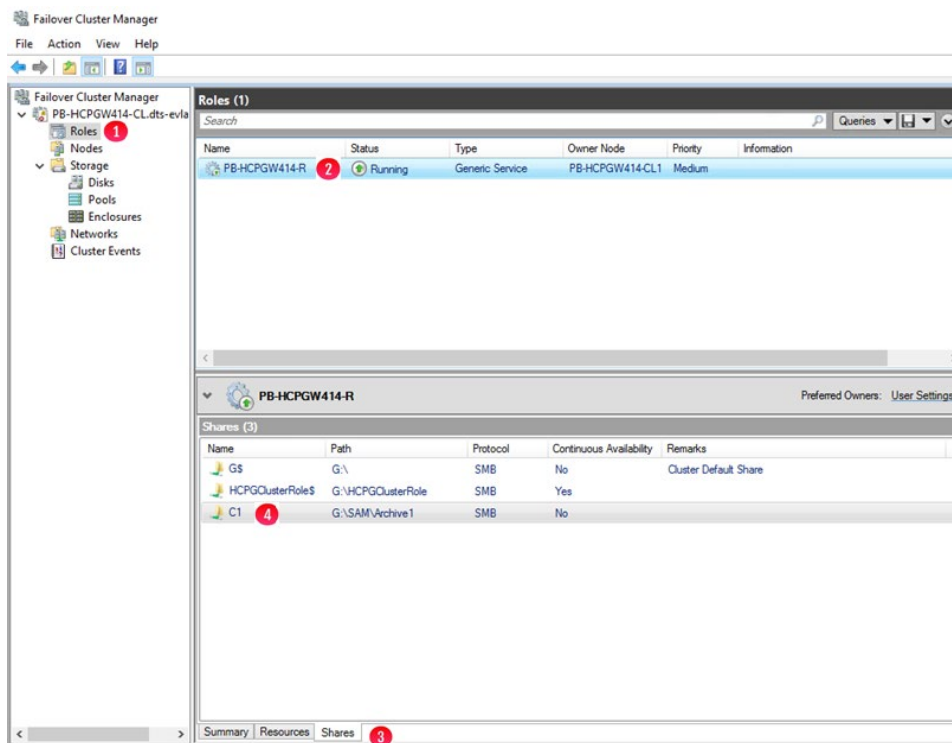 Failover Cluster Manager
File Action View Help
Failover Cluster Manager
PB-HCPGW414-CL.dts-evla
Roles 1
Nodes
Storage
Disks
Pools
Enclosures
Networks
Cluster Events
Roles (1)
Search Queries
Name Status Type Owner Node Priority Information
PB-HCPGW414-R 2 Running Generic Service PB-HCPGW414-CL1 Medium
PB-HCPGW414-R Preferred Owners: User Settings
Shares (3)
Name Path Protocol Continuous Availability Remarks
G$ G:\ SMB No Cluster Default Share
HCPGClusterRole$ G:\HCPGClusterRole SMB Yes
C1 4 G:\SAM\Archive1 SMB No
Summary Resources Shares 3